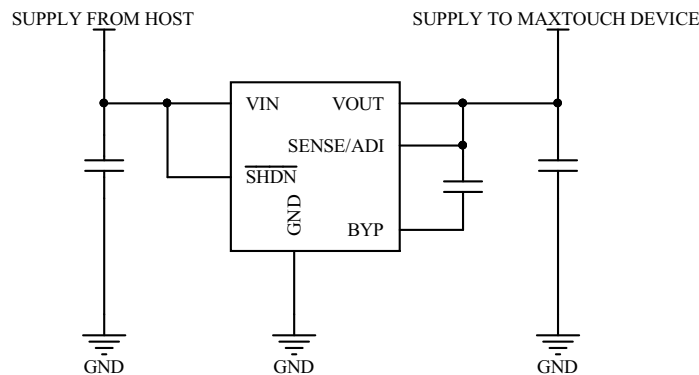 SUPPLY FROM HOST
SUPPLY TO MAXTOUCH DEVICE
VIN
VOUT
SENSE/ADI
SHDN
GND
BYP
GND
GND
GND